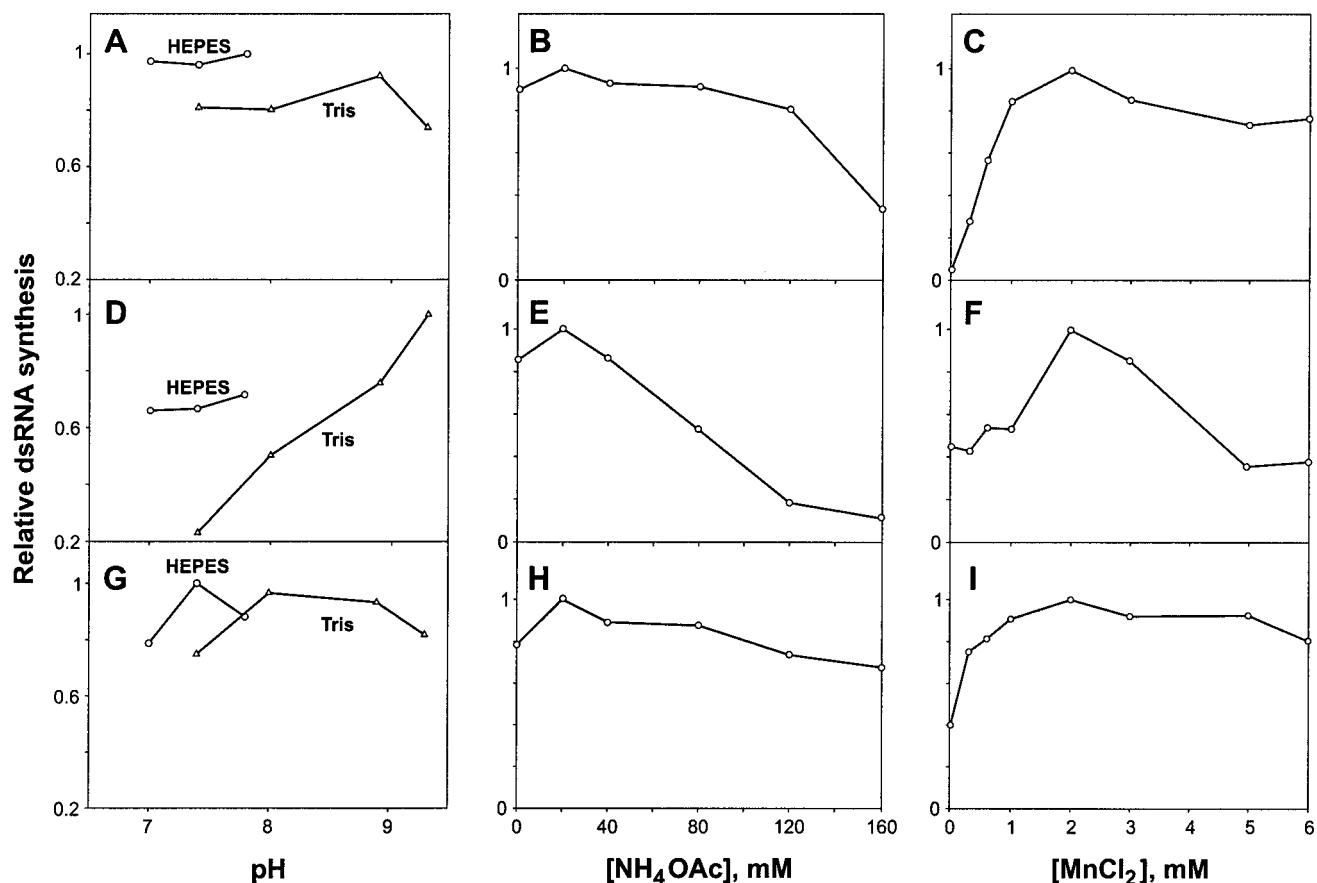 Relative dsRNA synthesis
A
HEPES
Tris
1
0.6
0.2
B
1
0
C
1
0
D
HEPES
Tris
1
0.6
0.2
E
1
0
F
1
0
G
HEPES
Tris
1
0.6
0.2
7 8 9
pH
H
1
0
0 40 80 120 160
[NH4OAc], mM
I
1
0
0 1 2 3 4 5 6
[MnCl2], mM